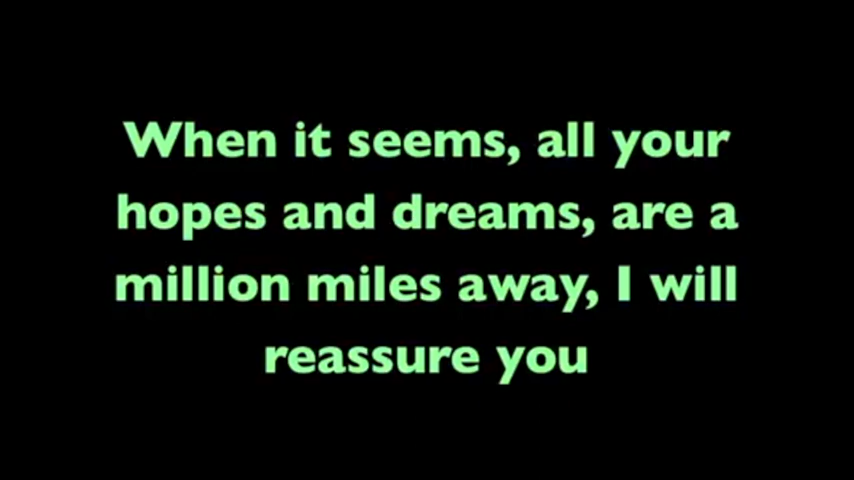 When it seems, all your
hopes and dreams, are a
million miles away, I will
reassure you